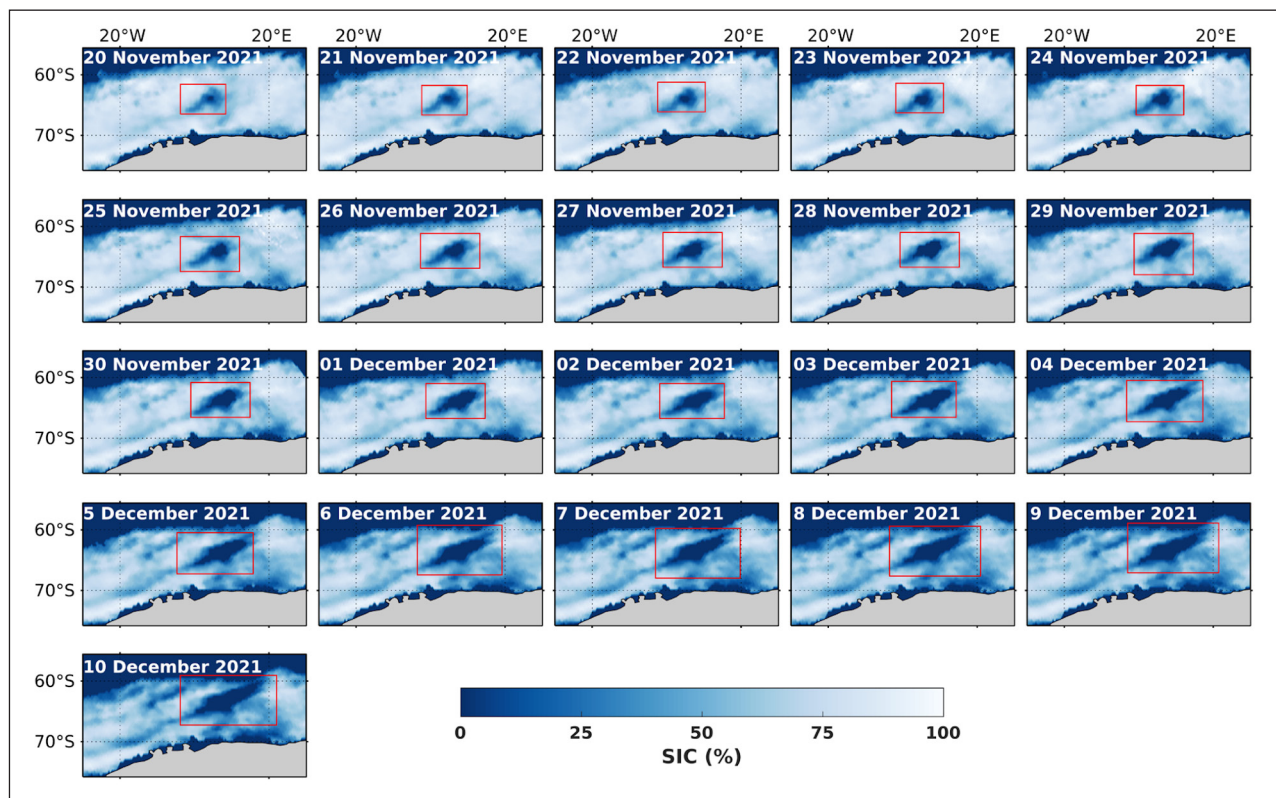 20°W 20°E 20°W 20°E 20°W 20°E 20°W 20°E 20°W 20°E
20 November 2021 21 November 2021 22 November 2021 23 November 2021 24 November 2021
60°S
70°S
25 November 2021 26 November 2021 27 November 2021 28 November 2021 29 November 2021
60°S
70°S
30 November 2021 01 December 2021 02 December 2021 03 December 2021 04 December 2021
60°S
70°S
5 December 2021 6 December 2021 7 December 2021 8 December 2021 9 December 2021
60°S
70°S
10 December 2021
60°S
70°S
0 25 50 75 100
SIC (%)